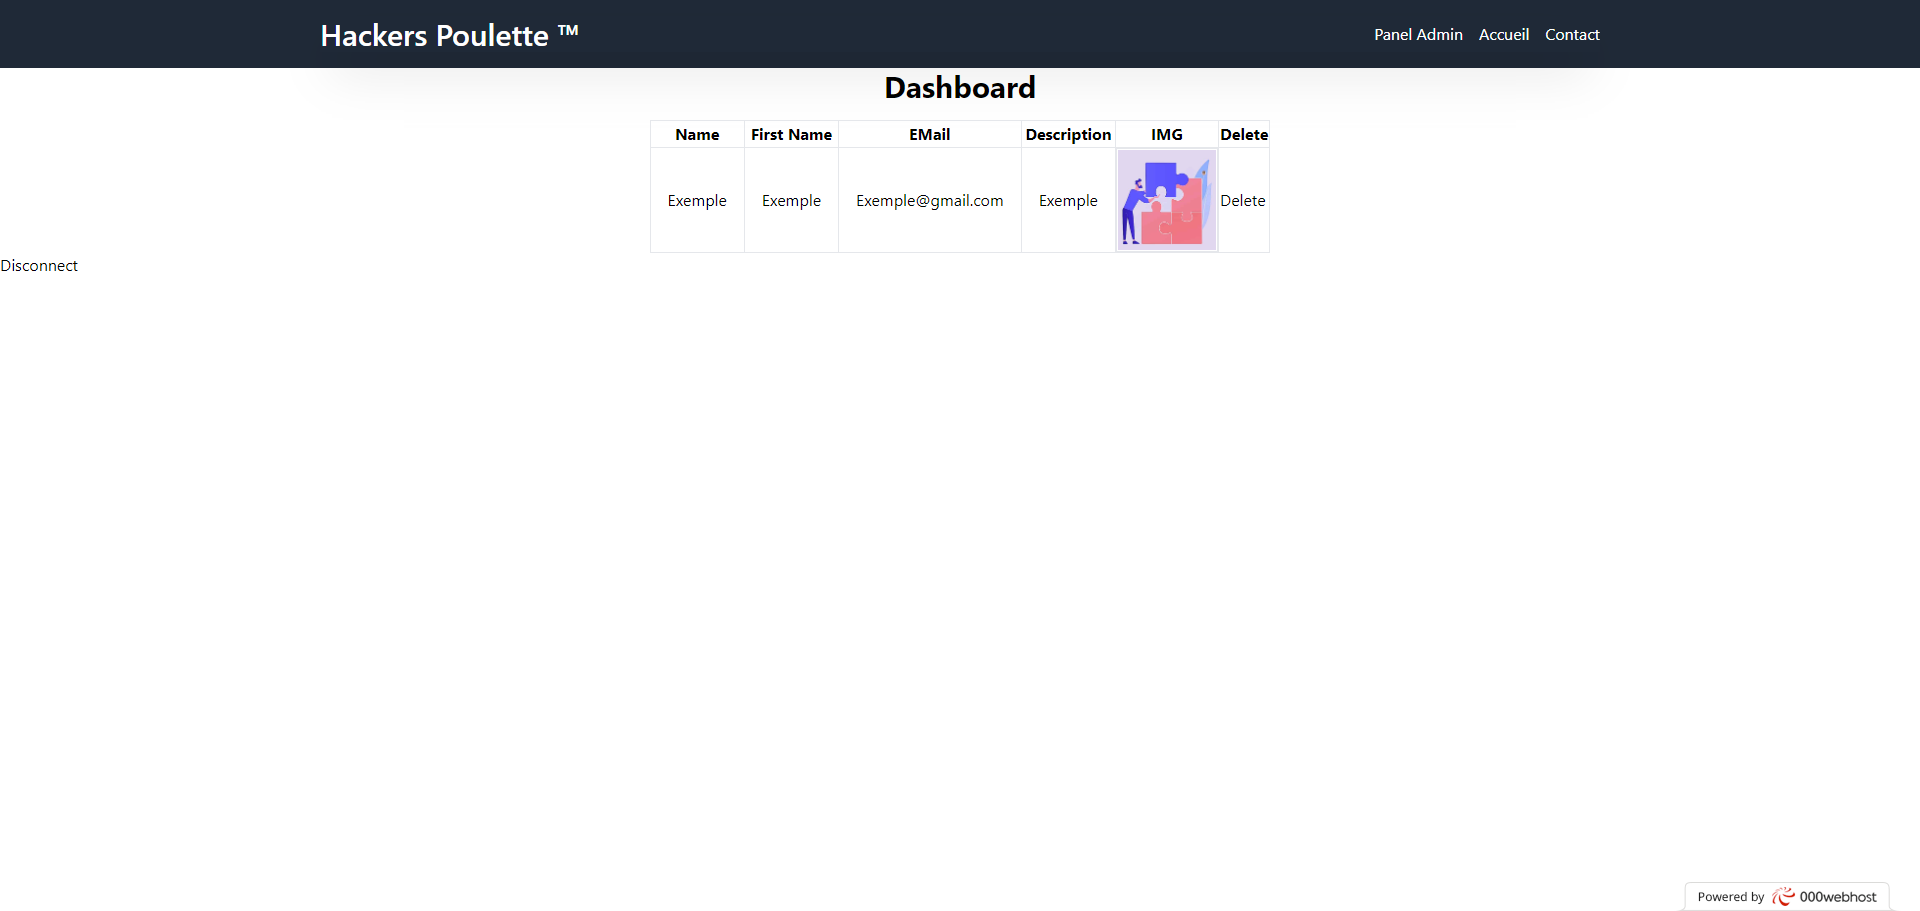 Hackers Poulette ™
Panel Admin Accueil Contact
Dashboard
Name First Name EMail Description IMG Delete
Exemple Exemple Exemple@gmail.com Exemple Delete
Disconnect
Powered by 000webhost